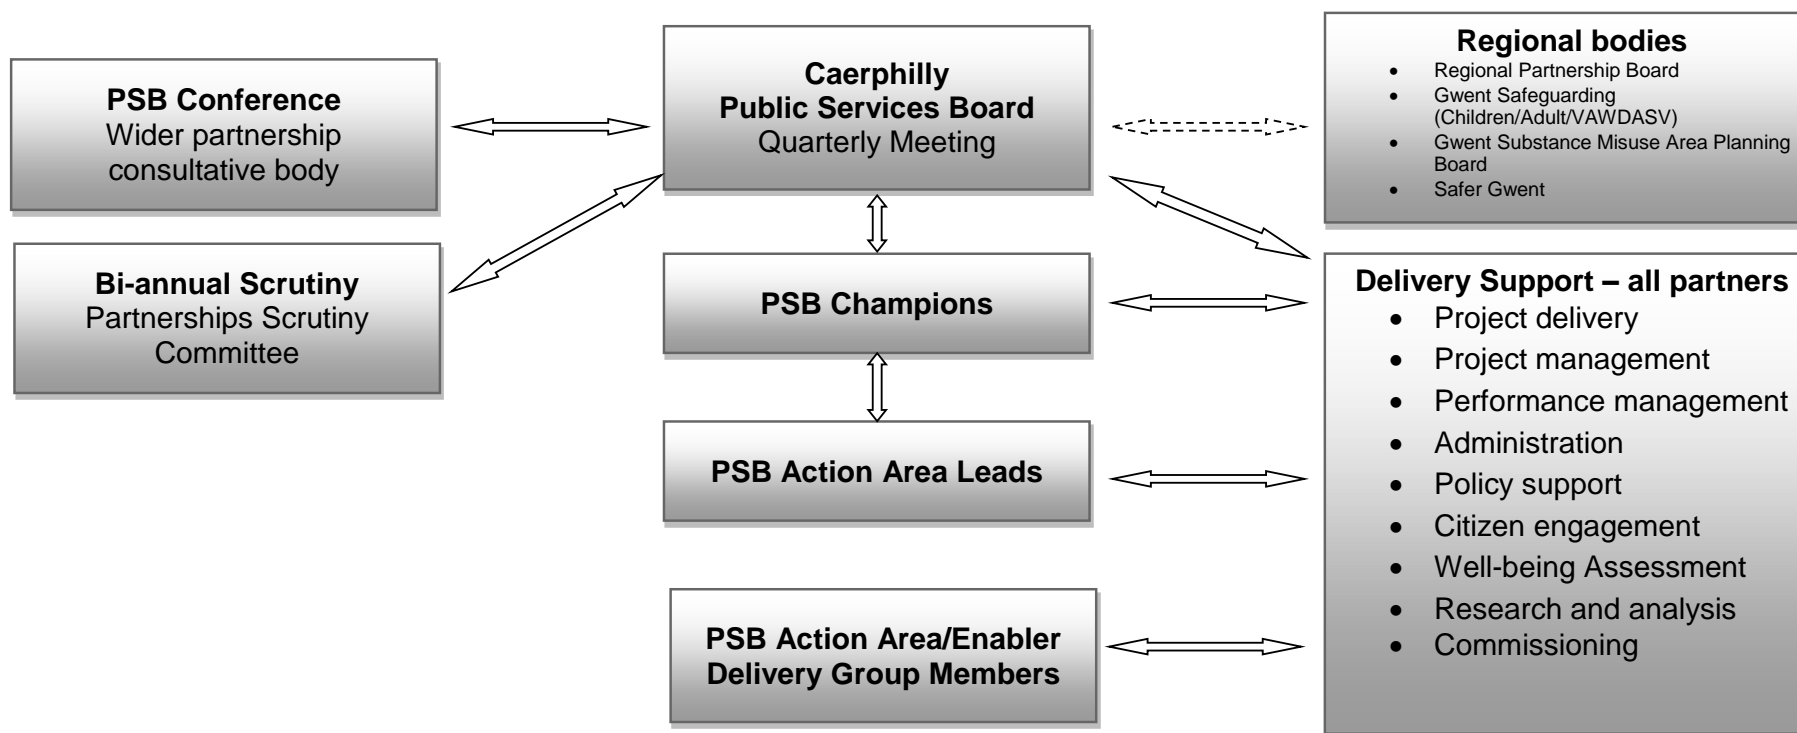 PSB Conference
Wider partnership
consultative body
Bi-annual Scrutiny
Partnerships Scrutiny
Committee
Caerphilly
Public Services Board
Quarterly Meeting
PSB Champions
PSB Action Area Leads
PSB Action Area/Enabler
Delivery Group Members
Regional bodies
• Regional Partnership Board
• Gwent Safeguarding
(Children/Adult/VAWDASV)
• Gwent Substance Misuse Area Planning
Board
• Safer Gwent
Delivery Support – all partners
• Project delivery
• Project management
• Performance management
• Administration
• Policy support
• Citizen engagement
• Well-being Assessment
• Research and analysis
• Commissioning